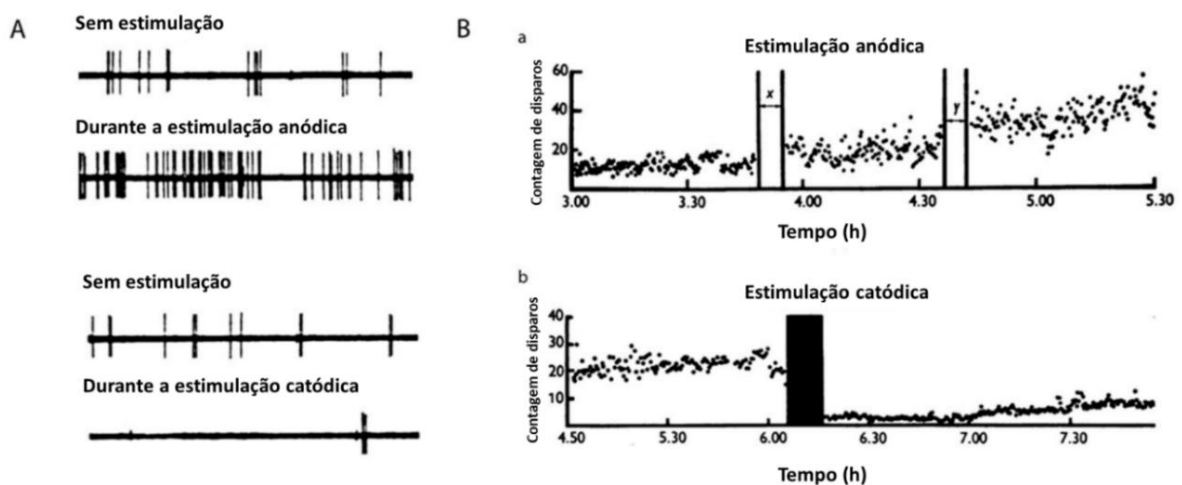 A
Sem estimulação
Durante a estimulação anódica
Sem estimulação
Durante a estimulação catódica
B
a
Estimulação anódica
Contagem de disparos
60
40
20
x
y
3.00 3.30 4.00 4.30 5.00 5.30
Tempo (h)
b
Estimulação catódica
Contagem de disparos
40
30
20
10
4.50 5.30 6.00 6.30 7.00 7.30
Tempo (h)